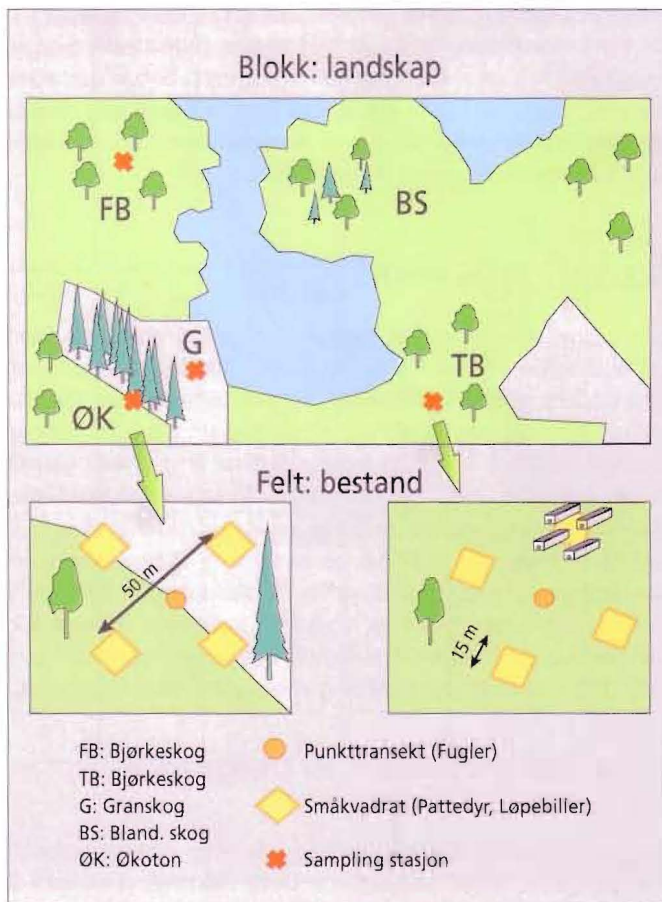 Blokk: landskap
FB
BS
G
TB
ØK
Felt: bestand
50 m
15 m
FB: Bjørkeskog
TB: Bjørkeskog
G: Granskog
BS: Bland. skog
ØK: Økoton
Punkttransekt (Fugler)
Småkvadrat (Pattedyr, Løpebiller)
Sampling stasjon